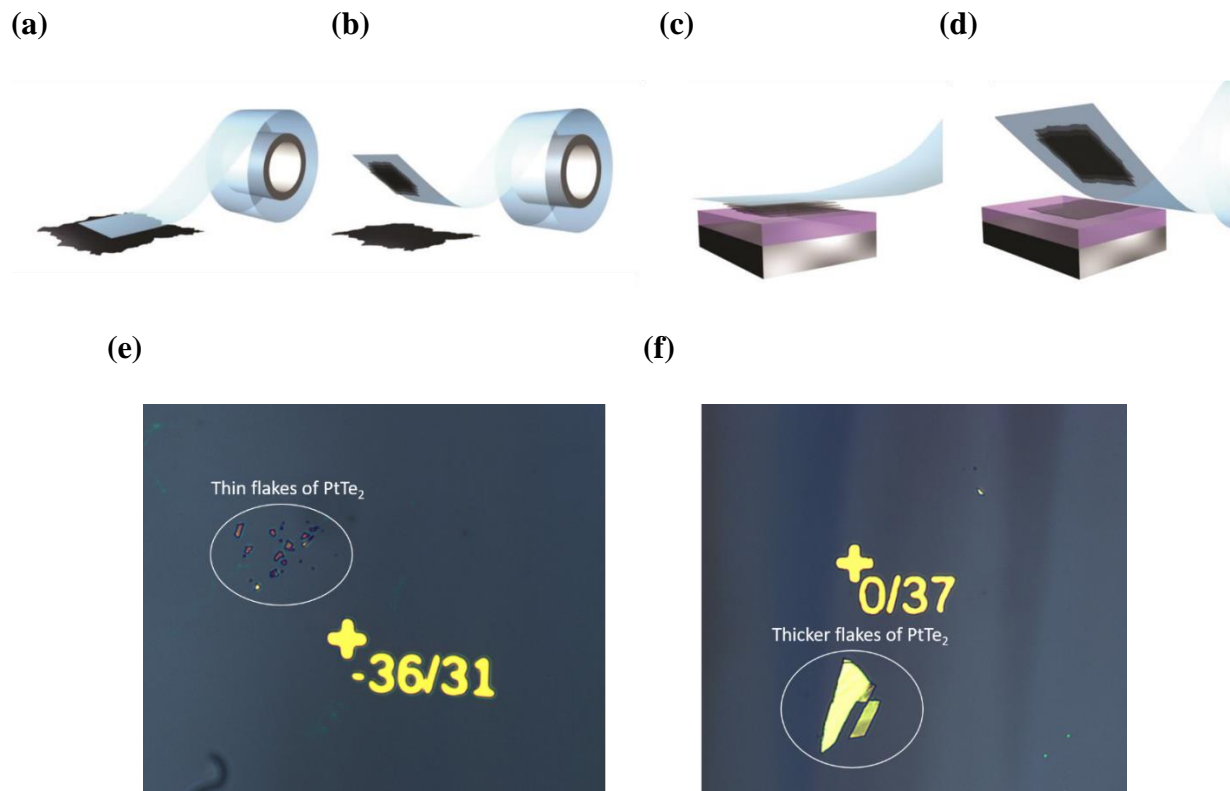 (a)
(b)
(c)
(d)
(e)
(f)
Thin flakes of PtTe₂
-36/31
0/37
Thicker flakes of PtTe₂